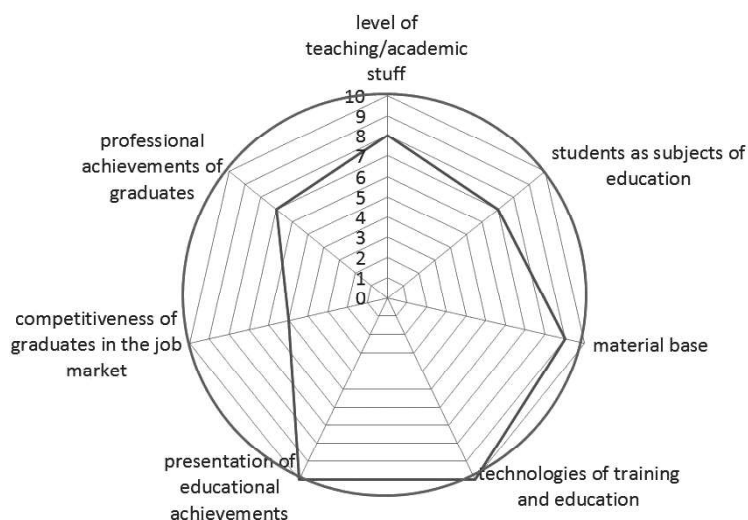 level of
teaching/academic
stuff
10
9
8
7
6
5
4
3
2
1
0
students as subjects of
education
material base
technologies of training
and education
presentation of
educational
achievements
competitiveness of
graduates in the job
market
professional
achievements of
graduates